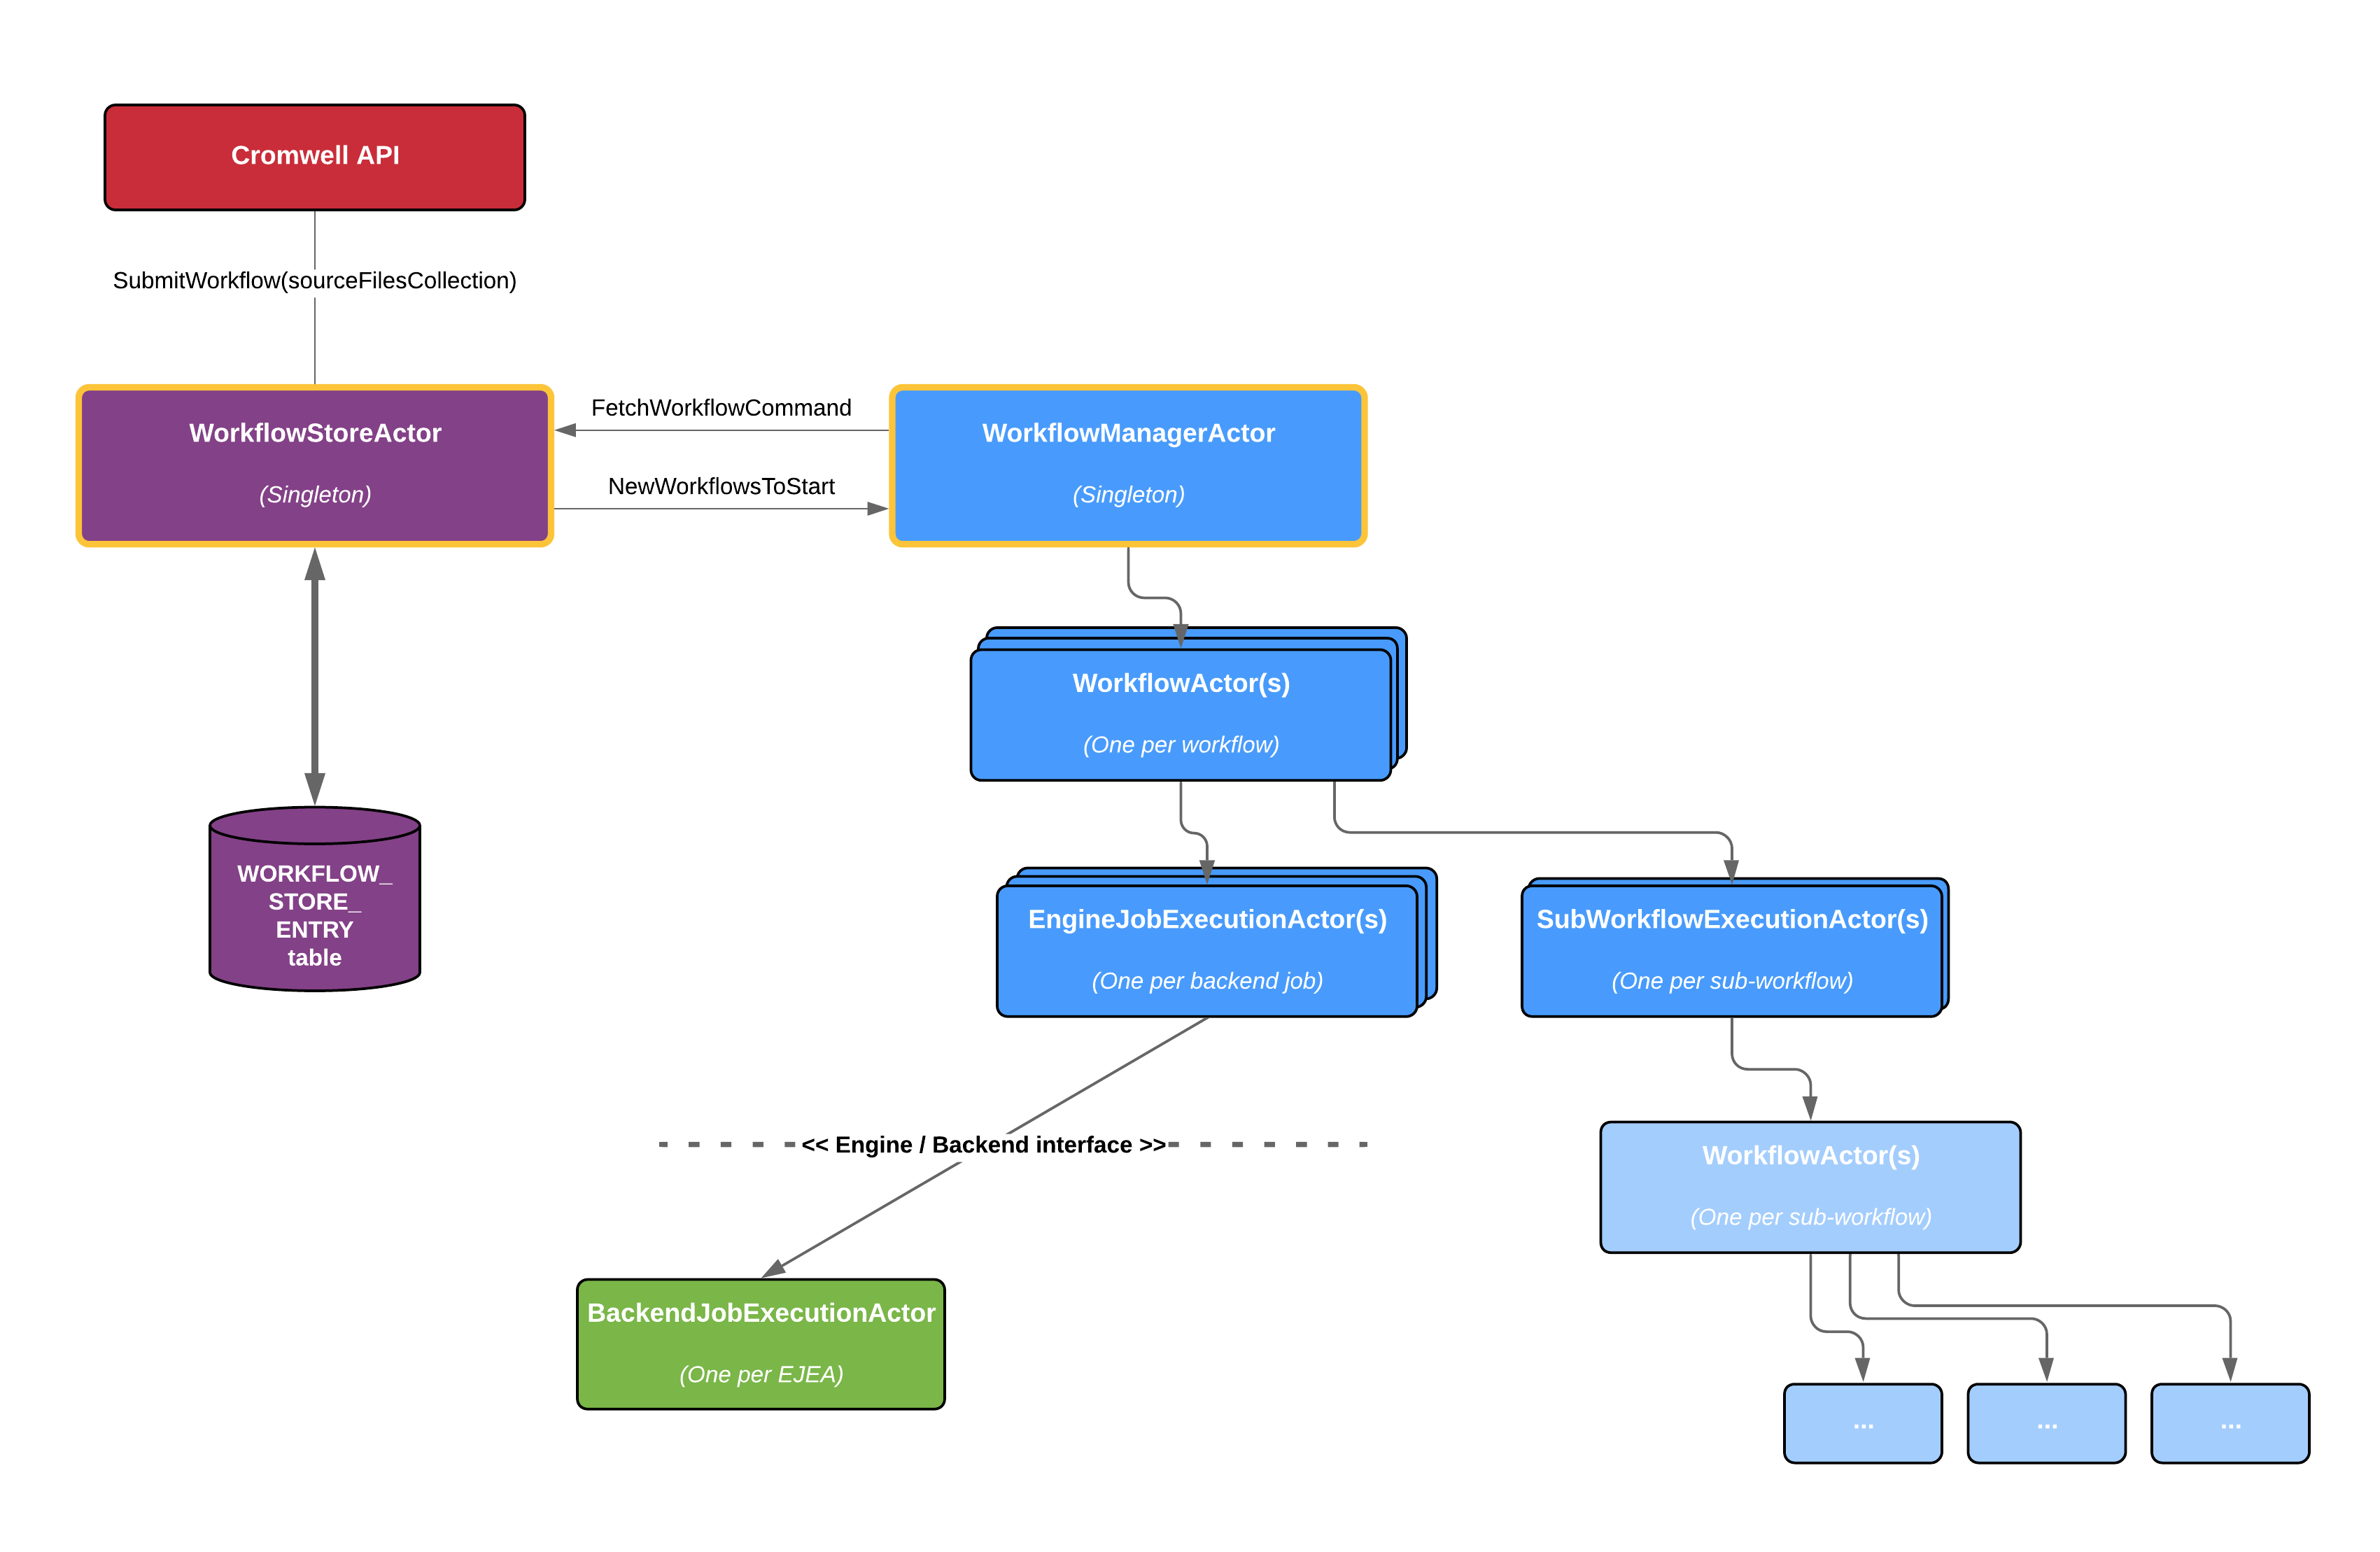 Cromwell API
SubmitWorkflow(sourceFilesCollection)
WorkflowStoreActor
(Singleton)
FetchWorkflowCommand
NewWorkflowsToStart
WorkflowManagerActor
(Singleton)
WorkflowActor(s)
(One per workflow)
WORKFLOW_
STORE_
ENTRY
table
EngineJobExecutionActor(s)
(One per backend job)
SubWorkflowExecutionActor(s)
(One per sub-workflow)
<< Engine / Backend interface >>
WorkflowActor(s)
(One per sub-workflow)
BackendJobExecutionActor
(One per EJEA)
...
...
...